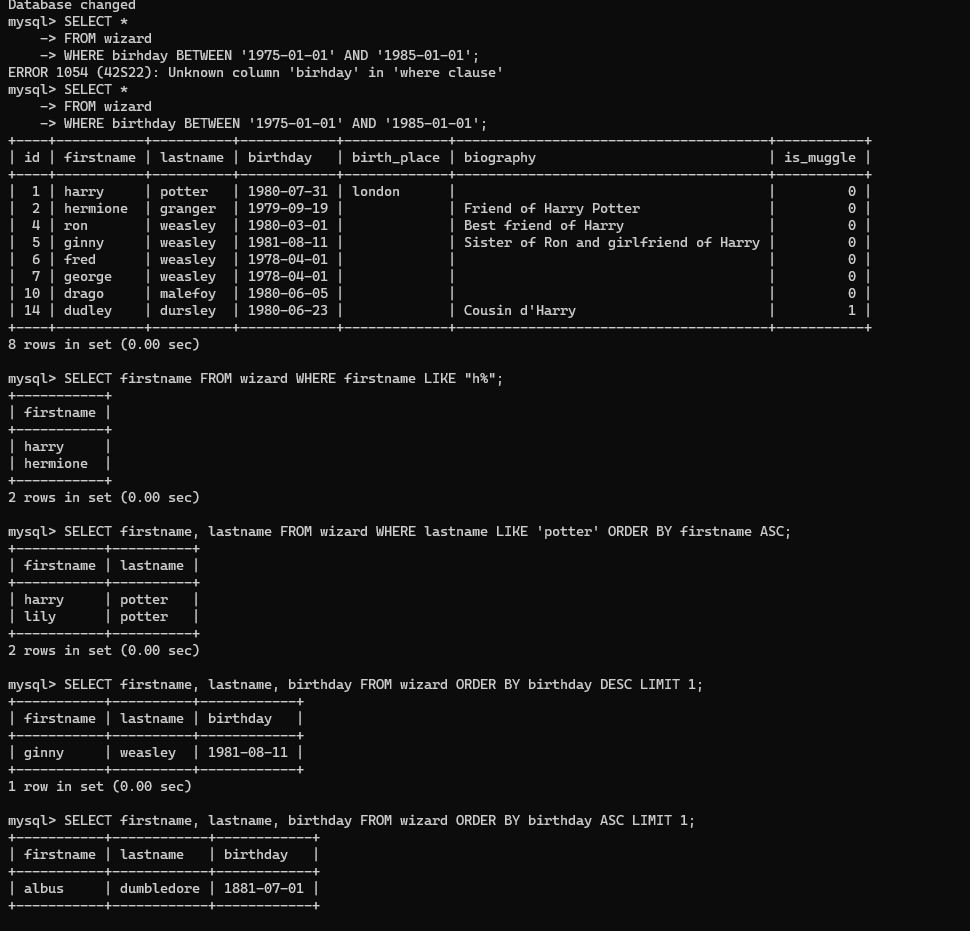 Database changed
mysql> SELECT *
    -> FROM wizard
    -> WHERE birhday BETWEEN '1975-01-01' AND '1985-01-01';
ERROR 1054 (42S22): Unknown column 'birhday' in 'where clause'
mysql> SELECT *
    -> FROM wizard
    -> WHERE birthday BETWEEN '1975-01-01' AND '1985-01-01';
+----+-----------+----------+------------+-------------+---------------------------------------+-----------+
| id | firstname | lastname | birthday   | birth_place | biography                             | is_muggle |
+----+-----------+----------+------------+-------------+---------------------------------------+-----------+
|  1 | harry     | potter   | 1980-07-31 | london      |                                       |         0 |
|  2 | hermione  | granger  | 1979-09-19 |             | Friend of Harry Potter                |         0 |
|  4 | ron       | weasley  | 1980-03-01 |             | Best friend of Harry                  |         0 |
|  5 | ginny     | weasley  | 1981-08-11 |             | Sister of Ron and girlfriend of Harry |         0 |
|  6 | fred      | weasley  | 1978-04-01 |             |                                       |         0 |
|  7 | george    | weasley  | 1978-04-01 |             |                                       |         0 |
| 10 | drago     | malefoy  | 1980-06-05 |             |                                       |         0 |
| 14 | dudley    | dursley  | 1980-06-23 |             | Cousin d'Harry                        |         1 |
+----+-----------+----------+------------+-------------+---------------------------------------+-----------+
8 rows in set (0.00 sec)

mysql> SELECT firstname FROM wizard WHERE firstname LIKE "h%";
+-----------+
| firstname |
+-----------+
| harry     |
| hermione  |
+-----------+
2 rows in set (0.00 sec)

mysql> SELECT firstname, lastname FROM wizard WHERE lastname LIKE 'potter' ORDER BY firstname ASC;
+-----------+----------+
| firstname | lastname |
+-----------+----------+
| harry     | potter   |
| lily      | potter   |
+-----------+----------+
2 rows in set (0.00 sec)

mysql> SELECT firstname, lastname, birthday FROM wizard ORDER BY birthday DESC LIMIT 1;
+-----------+----------+------------+
| firstname | lastname | birthday   |
+-----------+----------+------------+
| ginny     | weasley  | 1981-08-11 |
+-----------+----------+------------+
1 row in set (0.00 sec)

mysql> SELECT firstname, lastname, birthday FROM wizard ORDER BY birthday ASC LIMIT 1;
+-----------+------------+------------+
| firstname | lastname   | birthday   |
+-----------+------------+------------+
| albus     | dumbledore | 1881-07-01 |
+-----------+------------+------------+